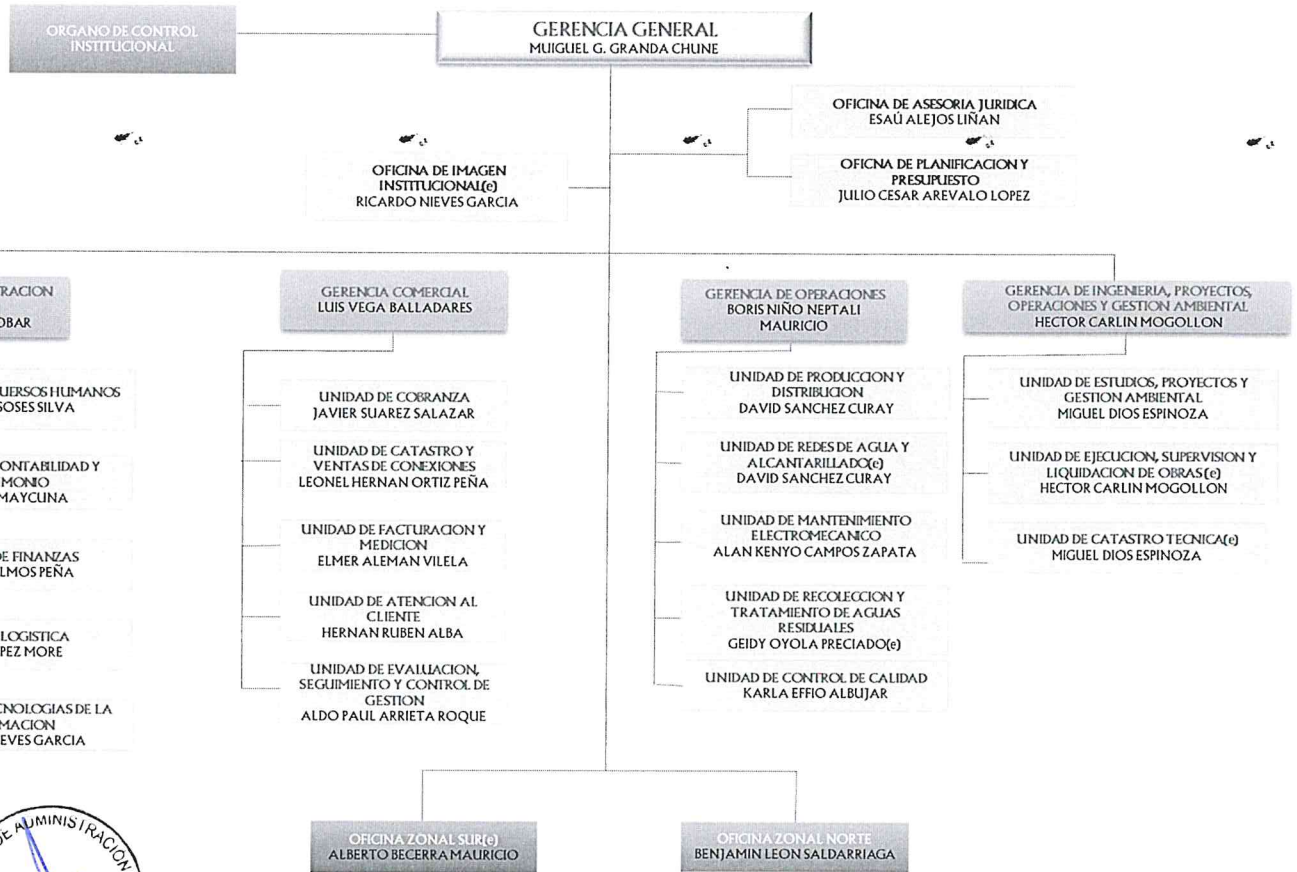 ORGANO DE CONTROL
INSTITUCIONAL
GERENCIA GENERAL
MUIGUEL G. GRANDA CHUNE
OFICINA DE ASESORIA JURIDICA
ESAÚ ALEJOS LIÑAN
OFICINA DE IMAGEN
INSTITUCIONAL(e)
RICARDO NIEVES GARCIA
OFICNA DE PLANIFICACION Y
PRESUPUESTO
JULIO CESAR AREVALO LOPEZ
RACION
OBAR
UERSOS HUMANOS
SOSES SILVA
ONTABILIDAD Y
MONIO
MAYCUNA
DE FINANZAS
LMOS PEÑA
LOGISTICA
PEZ MORE
CNOLOGIAS DE LA
MACION
EVES GARCIA
GERENCIA COMERCIAL
LUIS VEGA BALLADARES
UNIDAD DE COBRANZA
JAVIER SUAREZ SALAZAR
UNIDAD DE CATASTRO Y
VENTAS DE CONEXIONES
LEONEL HERNAN ORTIZ PEÑA
UNIDAD DE FACTURACION Y
MEDICION
ELMER ALEMAN VILELA
UNIDAD DE ATENCION AL
CLIENTE
HERNAN RUBEN ALBA
UNIDAD DE EVALUACION,
SEGUIMIENTO Y CONTROL DE
GESTION
ALDO PAUL ARRIETA ROQUE
GERENCIA DE OPERACIONES
BORIS NIÑO NEPTALI
MAURICIO
UNIDAD DE PRODUCCION Y
DISTRIBUCION
DAVID SANCHEZ CURAY
UNIDAD DE REDES DE AGUA Y
ALCANTARILLADO(e)
DAVID SANCHEZ CURAY
UNIDAD DE MANTENIMIENTO
ELECTROMECANICO
ALAN KENYO CAMPOS ZAPATA
UNIDAD DE RECOLECCION Y
TRATAMIENTO DE AGUAS
RESIDUALES
GEIDY OYOLA PRECIADO(e)
UNIDAD DE CONTROL DE CALIDAD
KARLA EFFIO ALBUJAR
GERENCIA DE INGENIERIA, PROYECTOS,
OPERACIONES Y GESTION AMBIENTAL
HECTOR CARLIN MOGOLLON
UNIDAD DE ESTUDIOS, PROYECTOS Y
GESTION AMBIENTAL
MIGUEL DIOS ESPINOZA
UNIDAD DE EJECUCION, SUPERVISION Y
LIQUIDACION DE OBRAS(e)
HECTOR CARLIN MOGOLLON
UNIDAD DE CATASTRO TECNICA(e)
MIGUEL DIOS ESPINOZA
OFICINA ZONAL SUR(e)
ALBERTO BECERRA MAURICIO
OFICINA ZONAL NORTE
BENJAMIN LEON SALDARRIAGA
DE ADMINISTRACIÓN